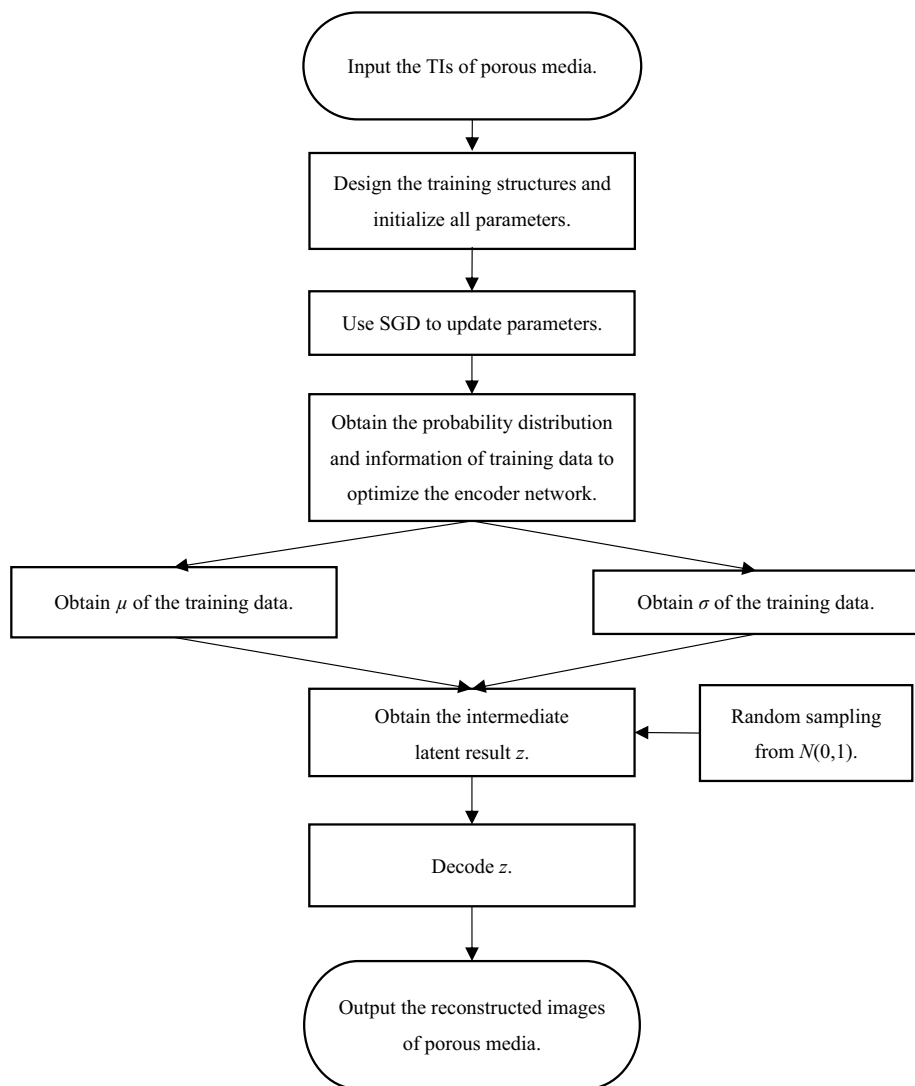 Input the TIs of porous media.
Design the training structures and
initialize all parameters.
Use SGD to update parameters.
Obtain the probability distribution
and information of training data to
optimize the encoder network.
Obtain μ of the training data.
Obtain σ of the training data.
Obtain the intermediate
latent result z.
Random sampling
from N(0,1).
Decode z.
Output the reconstructed images
of porous media.